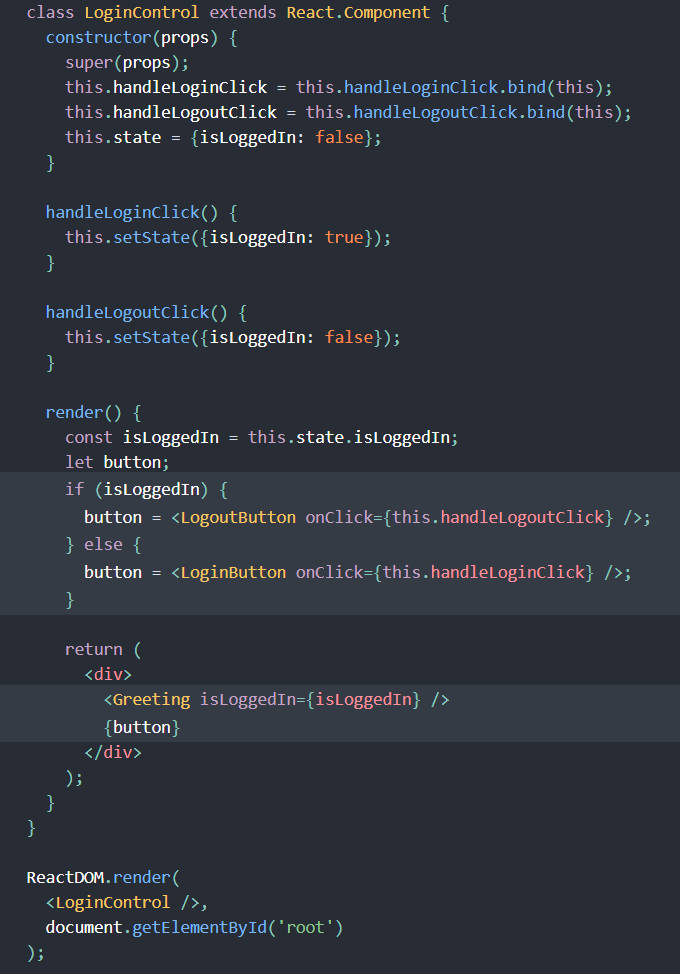 class LoginControl extends React.Component {
  constructor(props) {
    super(props);
    this.handleLoginClick = this.handleLoginClick.bind(this);
    this.handleLogoutClick = this.handleLogoutClick.bind(this);
    this.state = {isLoggedIn: false};
  }

  handleLoginClick() {
    this.setState({isLoggedIn: true});
  }

  handleLogoutClick() {
    this.setState({isLoggedIn: false});
  }

  render() {
    const isLoggedIn = this.state.isLoggedIn;
    let button;
    if (isLoggedIn) {
      button = <LogoutButton onClick={this.handleLogoutClick} />;
    } else {
      button = <LoginButton onClick={this.handleLoginClick} />;
    }

    return (
      <div>
        <Greeting isLoggedIn={isLoggedIn} />
        {button}
      </div>
    );
  }
}

ReactDOM.render(
  <LoginControl />,
  document.getElementById('root')
);